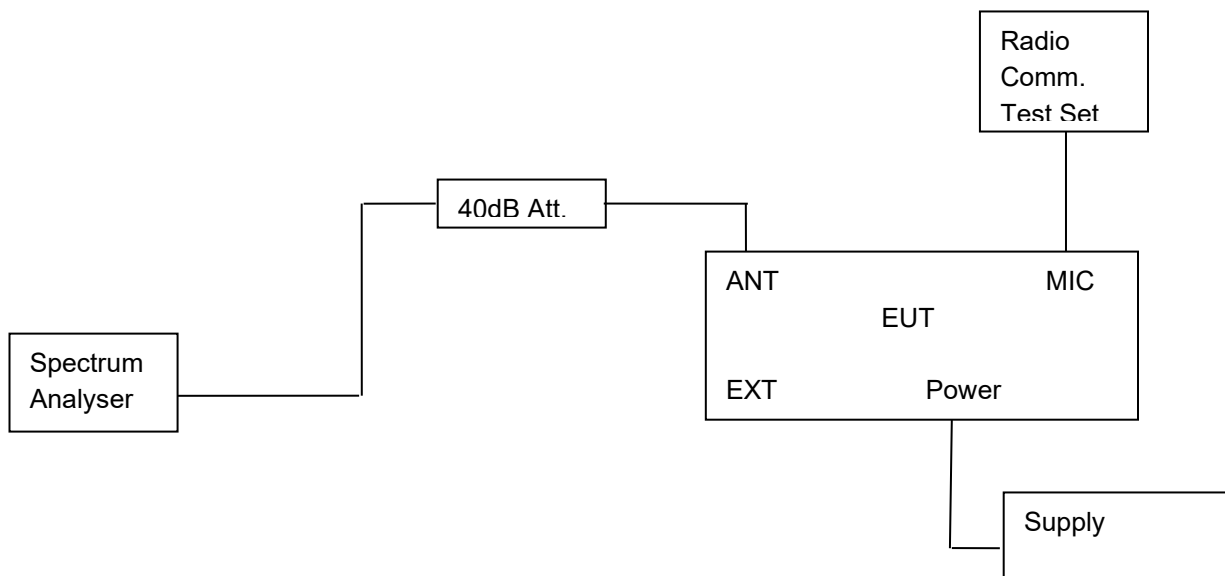 Radio
Comm.
Test Set
40dB Att.
ANT
MIC
EUT
Spectrum
Analyser
EXT
Power
Supply